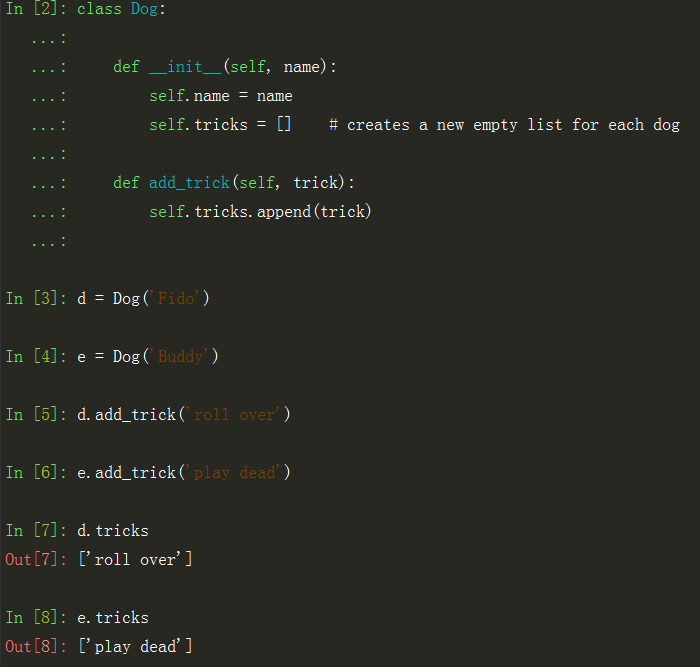 In [2]: class Dog:
   ...:
   ...:     def __init__(self, name):
   ...:         self.name = name
   ...:         self.tricks = []    # creates a new empty list for each dog
   ...:
   ...:     def add_trick(self, trick):
   ...:         self.tricks.append(trick)
   ...:
In [3]: d = Dog('Fido')
In [4]: e = Dog('Buddy')
In [5]: d.add_trick('roll over')
In [6]: e.add_trick('play dead')
In [7]: d.tricks
Out[7]: ['roll over']
In [8]: e.tricks
Out[8]: ['play dead']